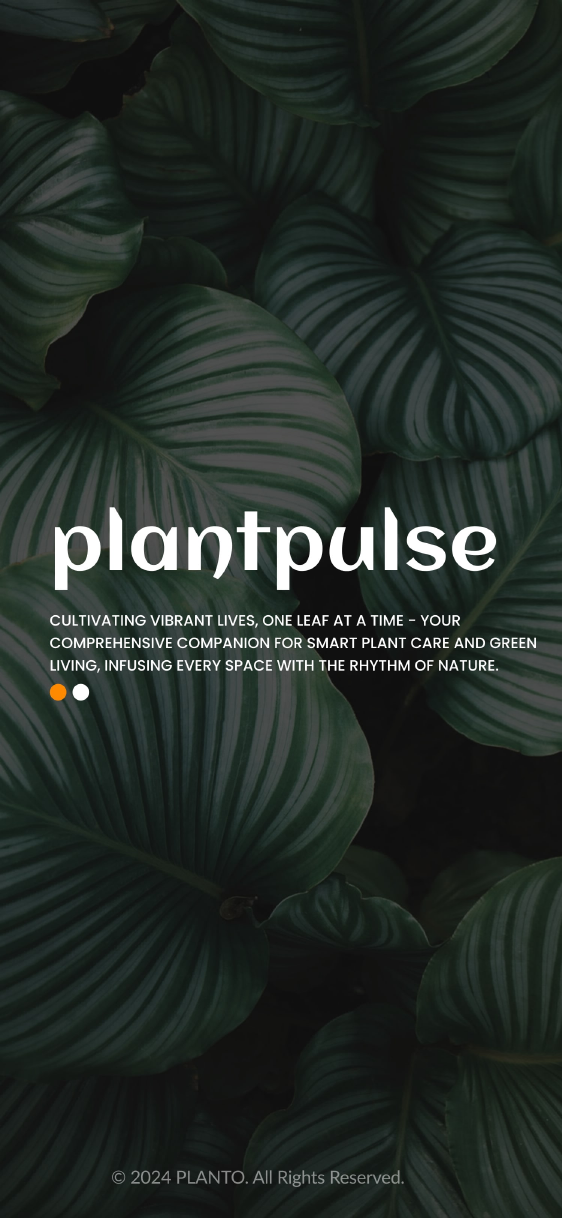 plantpulse
CULTIVATING VIBRANT LIVES, ONE LEAF AT A TIME – YOUR
COMPREHENSIVE COMPANION FOR SMART PLANT CARE AND GREEN
LIVING, INFUSING EVERY SPACE WITH THE RHYTHM OF NATURE.
© 2024 PLANTO. All Rights Reserved.